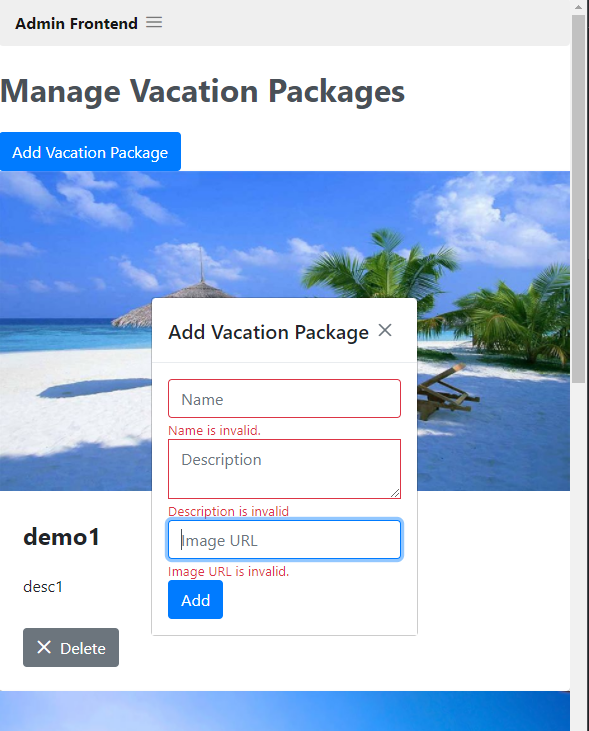 Admin Frontend
Manage Vacation Packages
Add Vacation Package
Add Vacation Package
Name
Name is invalid.
Description
Description is invalid
Image URL
Image URL is invalid.
Add
demo1
desc1
Delete